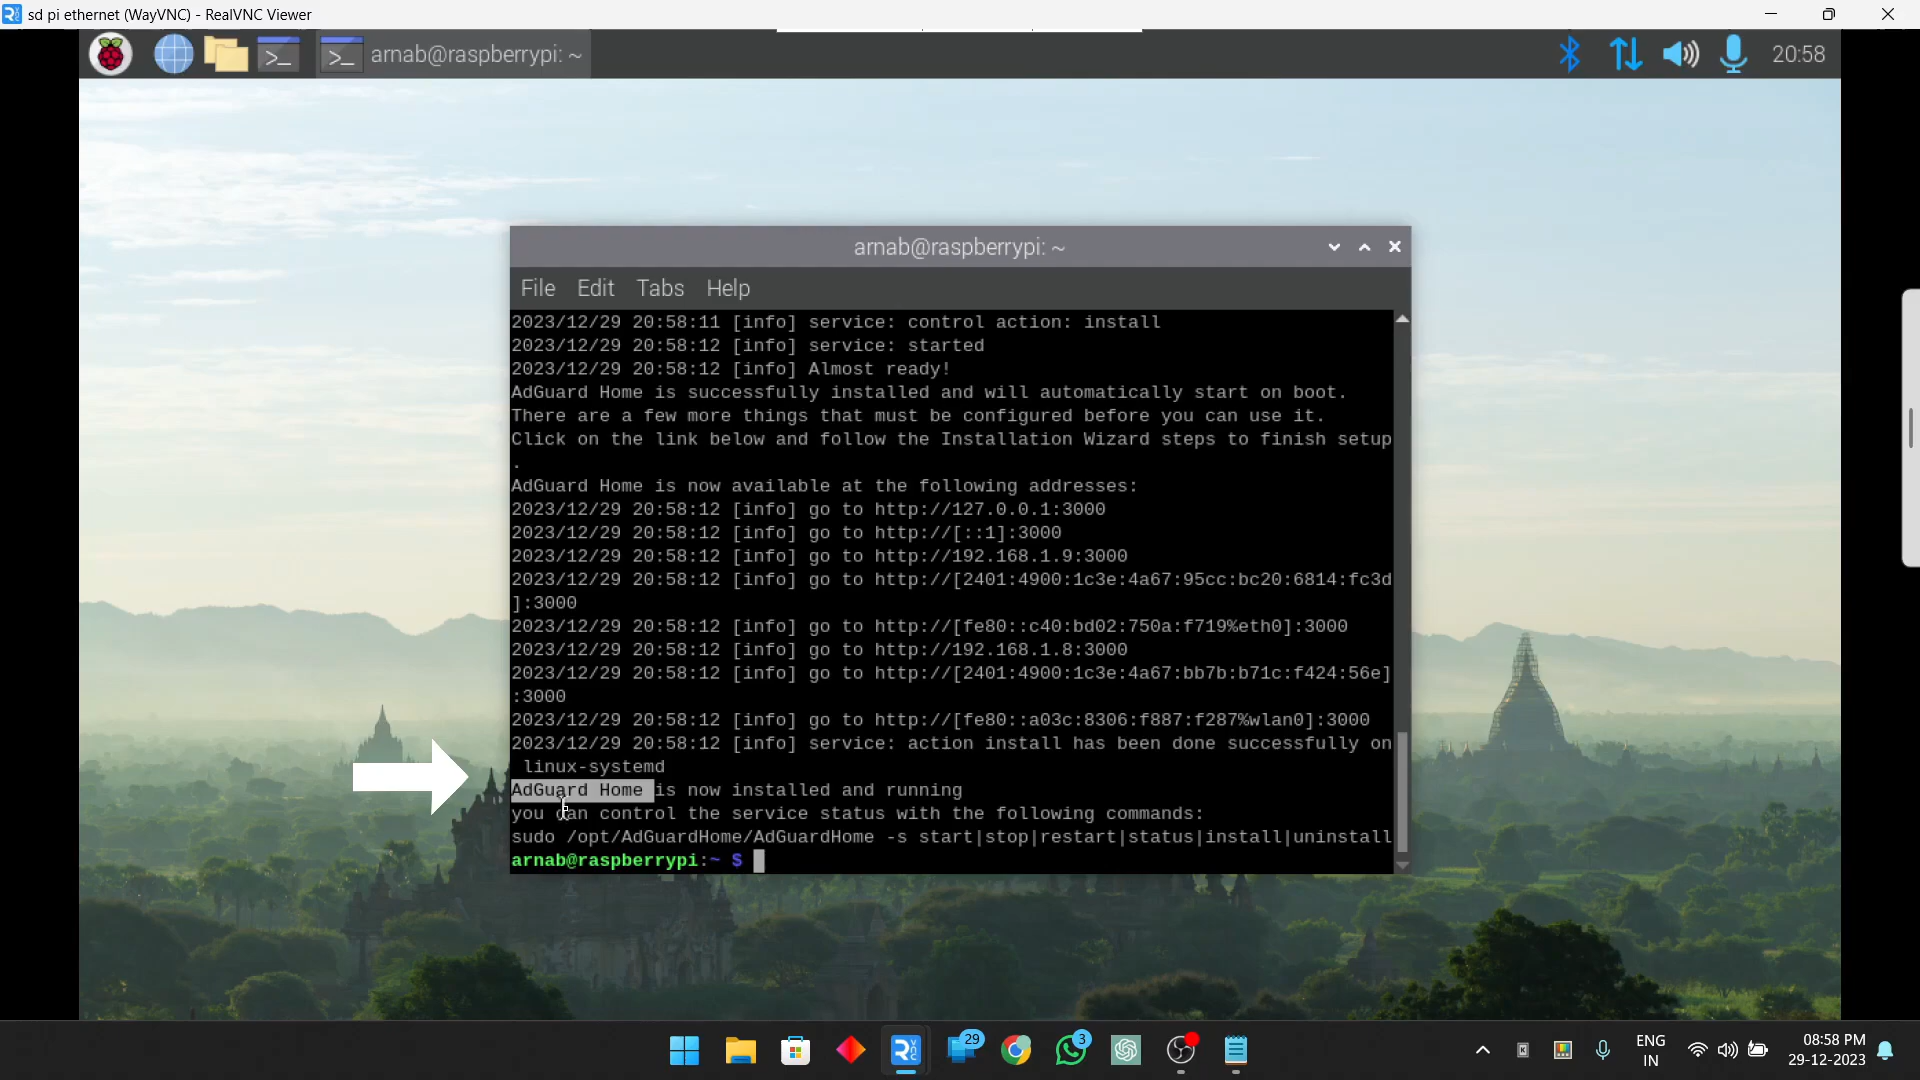 sd pi ethernet (WayVNC) - RealVNC Viewer
arnab@raspberrypi: ~
20:58
arnab@raspberrypi: ~
File Edit Tabs Help
2023/12/29 20:58:11 [info] service: control action: install
2023/12/29 20:58:12 [info] service: started
2023/12/29 20:58:12 [info] Almost ready!
AdGuard Home is successfully installed and will automatically start on boot.
There are a few more things that must be configured before you can use it.
Click on the link below and follow the Installation Wizard steps to finish setup
.
AdGuard Home is now available at the following addresses:
2023/12/29 20:58:12 [info] go to http://127.0.0.1:3000
2023/12/29 20:58:12 [info] go to http://[::1]:3000
2023/12/29 20:58:12 [info] go to http://192.168.1.9:3000
2023/12/29 20:58:12 [info] go to http://[2401:4900:1c3e:4a67:95cc:bc20:6814:fc3d
]:3000
2023/12/29 20:58:12 [info] go to http://[fe80::c40:bd02:750a:f719%eth0]:3000
2023/12/29 20:58:12 [info] go to http://192.168.1.8:3000
2023/12/29 20:58:12 [info] go to http://[2401:4900:1c3e:4a67:bb7b:b71c:f424:56e]
:3000
2023/12/29 20:58:12 [info] go to http://[fe80::a03c:8306:f887:f287%wlan0]:3000
2023/12/29 20:58:12 [info] service: action install has been done successfully on
linux-systemd
AdGuard Home is now installed and running
you can control the service status with the following commands:
sudo /opt/AdGuardHome/AdGuardHome -s start|stop|restart|status|install|uninstall
arnab@raspberrypi:~ $
29
3
ENG
IN
08:58 PM
29-12-2023